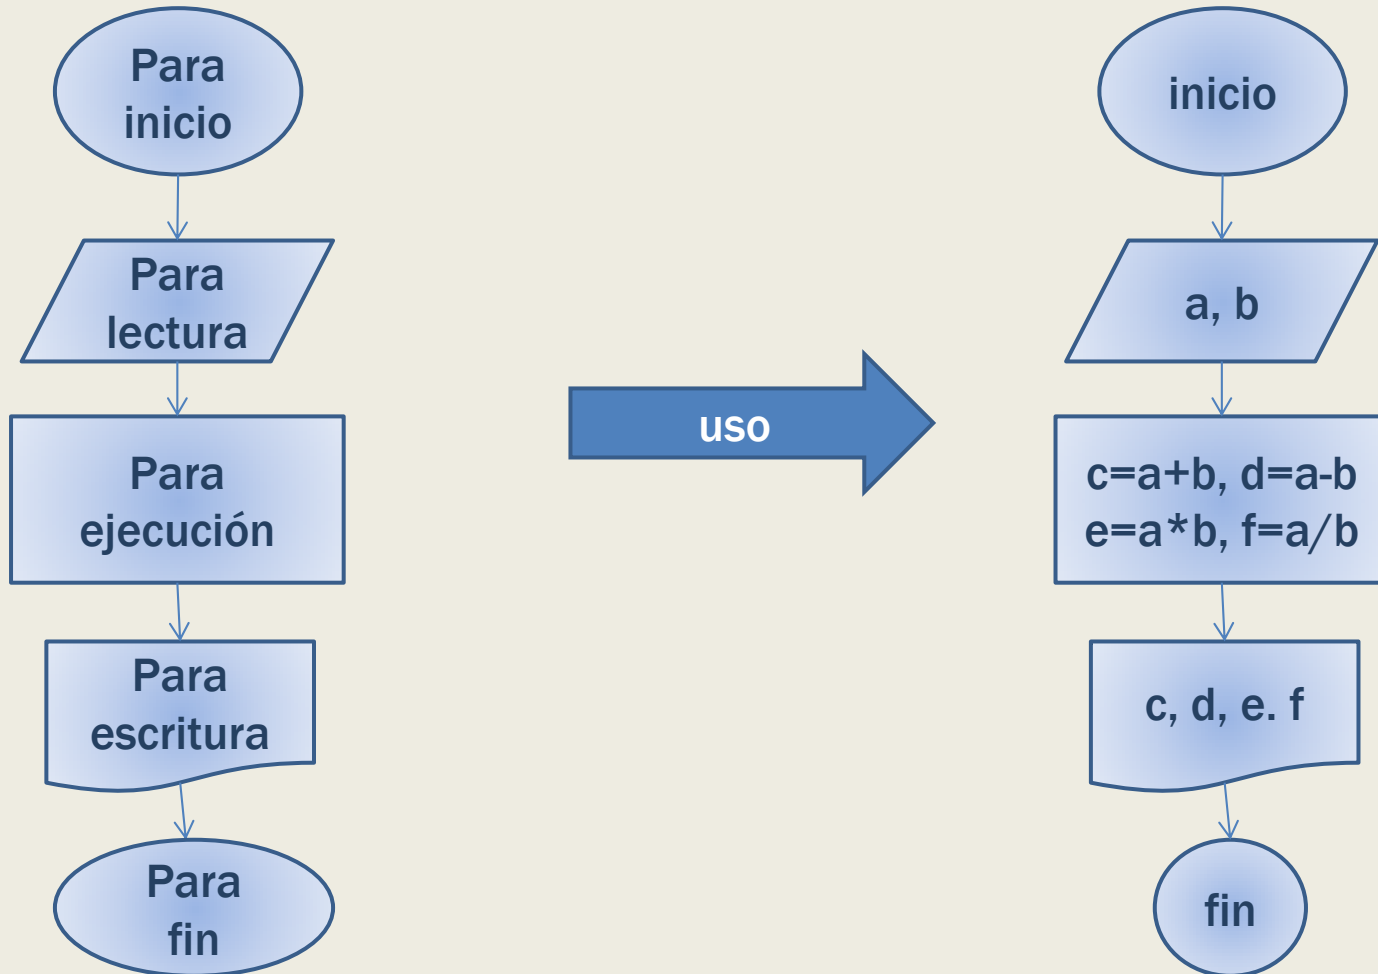 Para
inicio
Para
lectura
Para
ejecución
Para
escritura
Para
fin
uso
inicio
a, b
c=a+b, d=a-b
e=a*b, f=a/b
c, d, e. f
fin